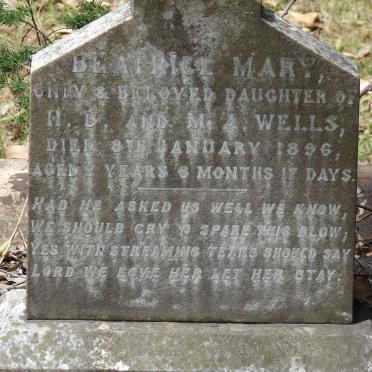 BEATRICE MARY,
ONLY & BELOVED DAUGHTER OF
H. D. AND M. A. WELLS,
DIED 8TH JANUARY 1896,
AGED YEARS 6 MONTHS 17 DAYS.
HAD HE ASKED US WELL WE KNOW,
WE SHOULD CRY O SPARE THIS BLOW;
YES WITH STREAMING TEARS SHOULD SAY
LORD WE LOVE HER LET HER STAY.